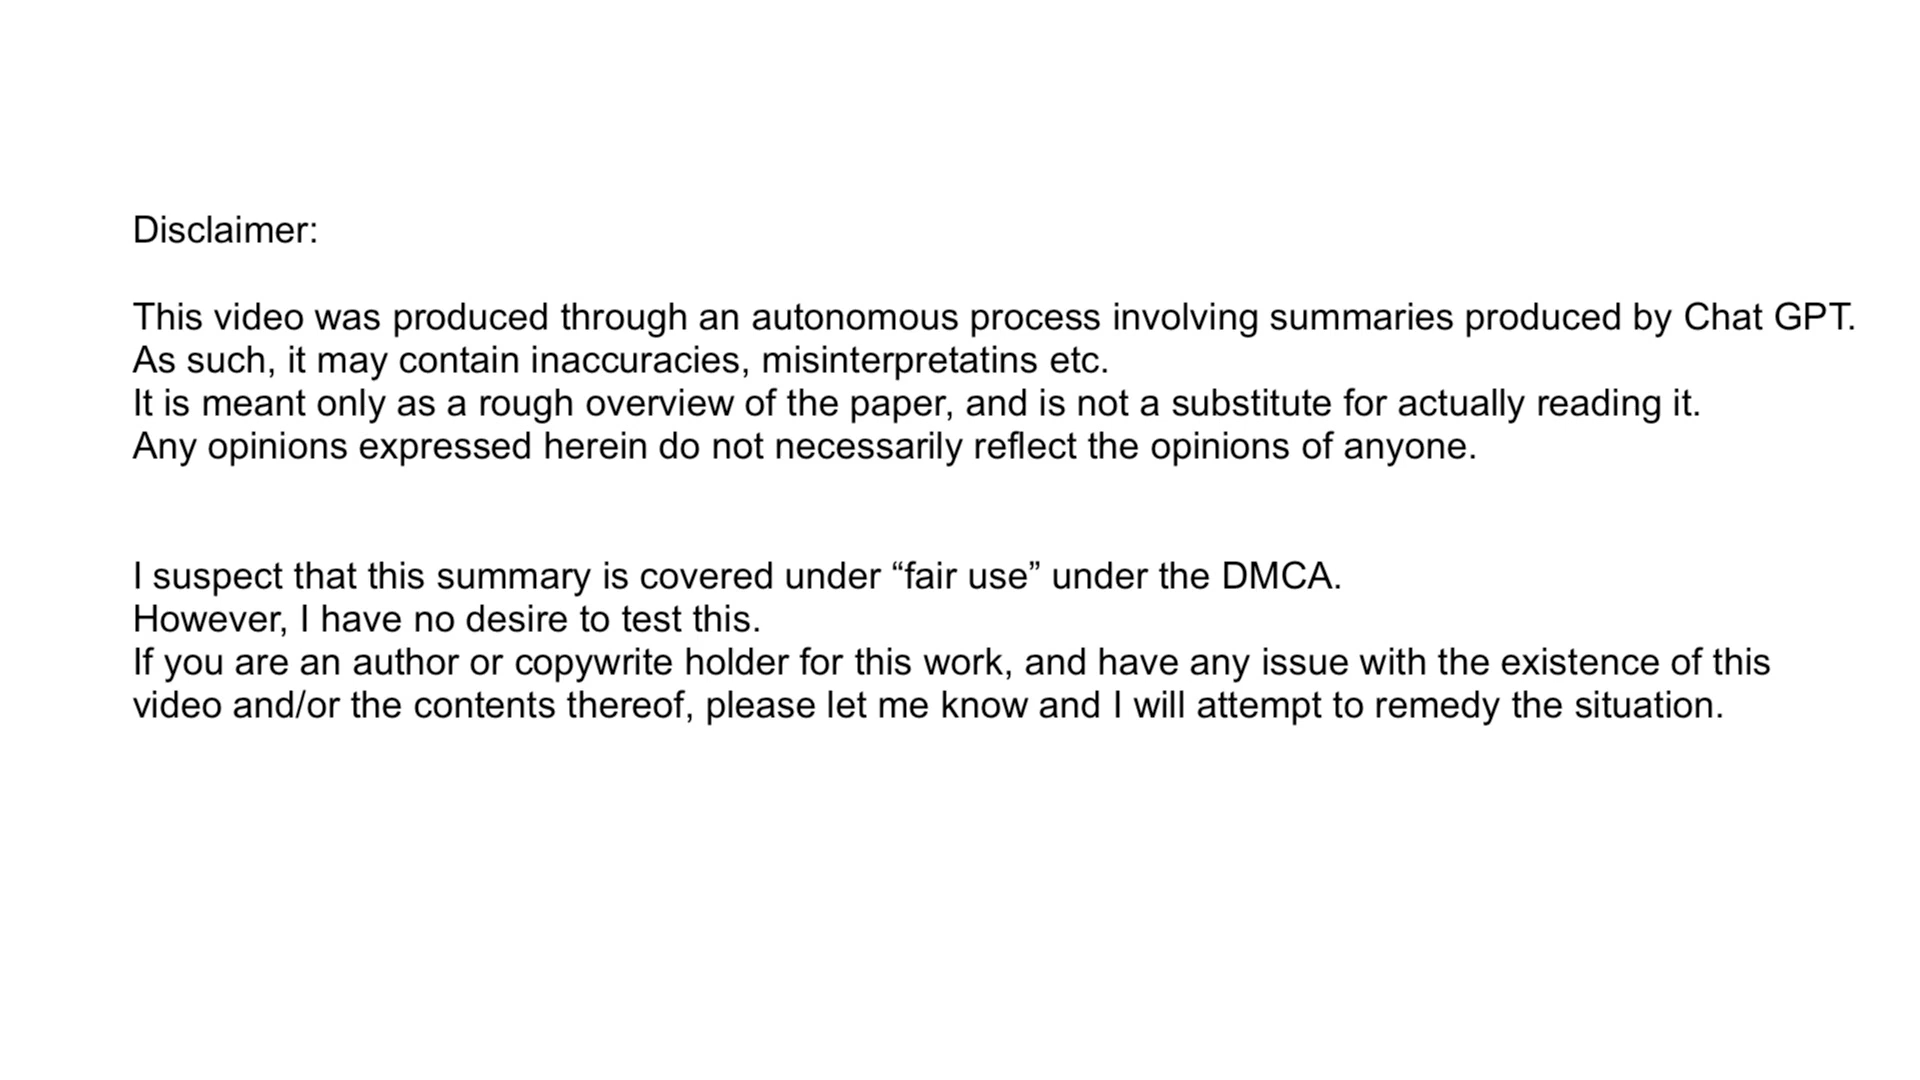 Disclaimer:
This video was produced through an autonomous process involving summaries produced by Chat GPT.
As such, it may contain inaccuracies, misinterpretatins etc.
It is meant only as a rough overview of the paper, and is not a substitute for actually reading it.
Any opinions expressed herein do not necessarily reflect the opinions of anyone.
I suspect that this summary is covered under “fair use” under the DMCA.
However, I have no desire to test this.
If you are an author or copywrite holder for this work, and have any issue with the existence of this
video and/or the contents thereof, please let me know and I will attempt to remedy the situation.